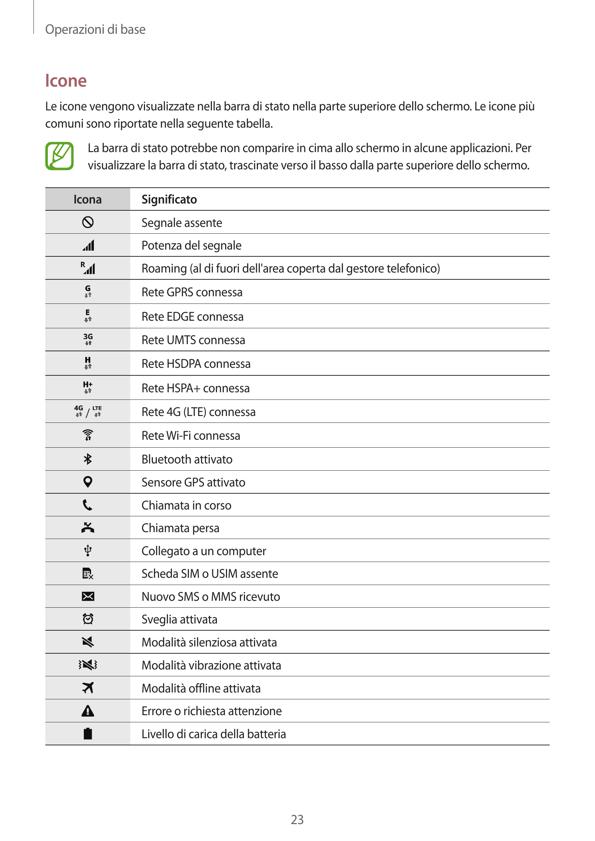 Operazioni di base
Icone
Le icone vengono visualizzate nella barra di stato nella parte superiore dello schermo. Le icone più
comuni sono riportate nella seguente tabella.
La barra di stato potrebbe non comparire in cima allo schermo in alcune applicazioni. Per
visualizzare la barra di stato, trascinate verso il basso dalla parte superiore dello schermo.
Icona Significato
Segnale assente
Potenza del segnale
R Roaming (al di fuori dell'area coperta dal gestore telefonico)
G Rete GPRS connessa
E Rete EDGE connessa
3G Rete UMTS connessa
H Rete HSDPA connessa
H+ Rete HSPA+ connessa
4G / LTE Rete 4G (LTE) connessa
Rete Wi-Fi connessa
Bluetooth attivato
Sensore GPS attivato
Chiamata in corso
Chiamata persa
Collegato a un computer
Scheda SIM o USIM assente
Nuovo SMS o MMS ricevuto
Sveglia attivata
Modalità silenziosa attivata
Modalità vibrazione attivata
Modalità offline attivata
Errore o richiesta attenzione
Livello di carica della batteria
23